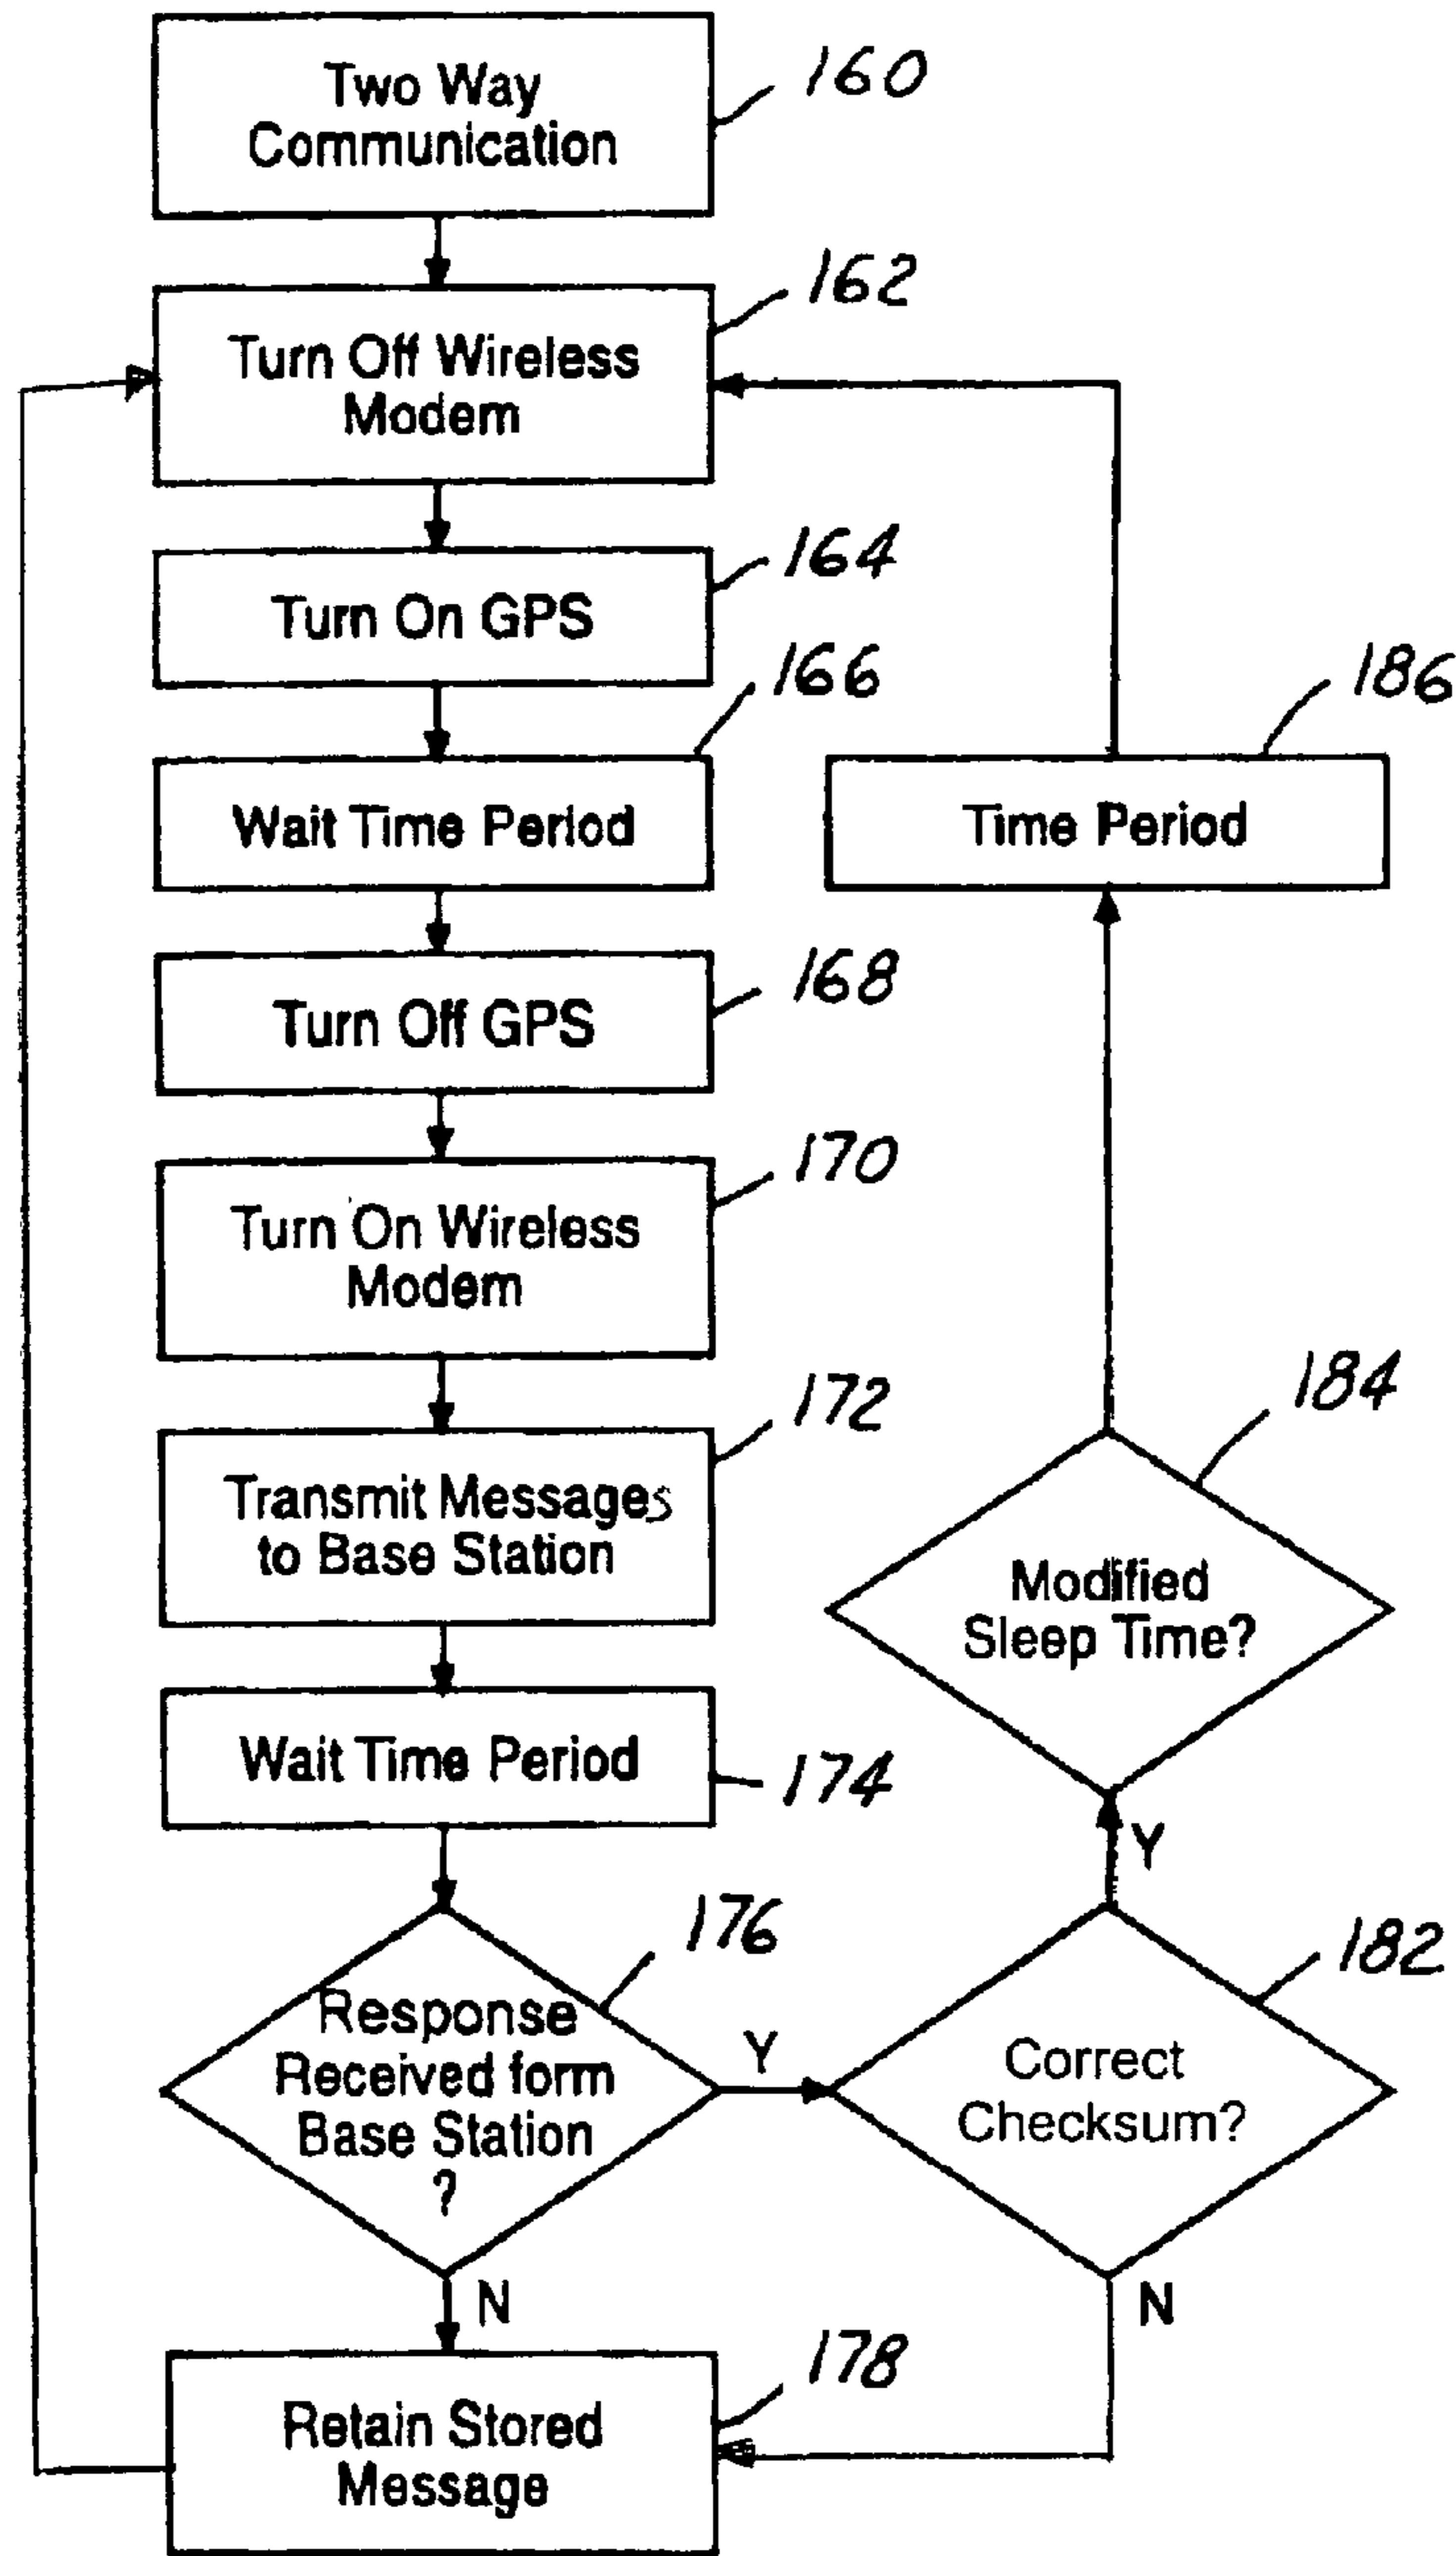 Two Way
Communication
160
162
Turn Off Wireless
Modem
164
Turn On GPS
166
Wait Time Period
186
Time Period
168
Turn Off GPS
170
Turn On Wireless
Modem
172
Transmit Messages
to Base Station
184
Modified
Sleep Time?
Wait Time Period
174
Y
176
Response
Received form
Base Station
?
Y
182
Correct
Checksum?
N
N
178
Retain Stored
Message